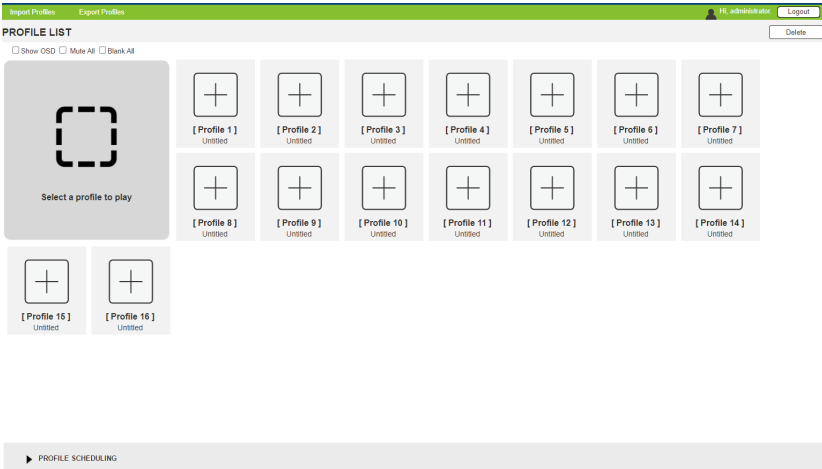 Import Profiles Export Profiles Hi, administrator. Logout
PROFILE LIST Delete
Show OSD Mute All Blank All
Select a profile to play
[ Profile 1 ] [ Profile 2 ] [ Profile 3 ] [ Profile 4 ] [ Profile 5 ] [ Profile 6 ] [ Profile 7 ]
Untitled Untitled Untitled Untitled Untitled Untitled Untitled
[ Profile 8 ] [ Profile 9 ] [ Profile 10 ] [ Profile 11 ] [ Profile 12 ] [ Profile 13 ] [ Profile 14 ]
Untitled Untitled Untitled Untitled Untitled Untitled Untitled
[ Profile 15 ] [ Profile 16 ]
Untitled Untitled
PROFILE SCHEDULING